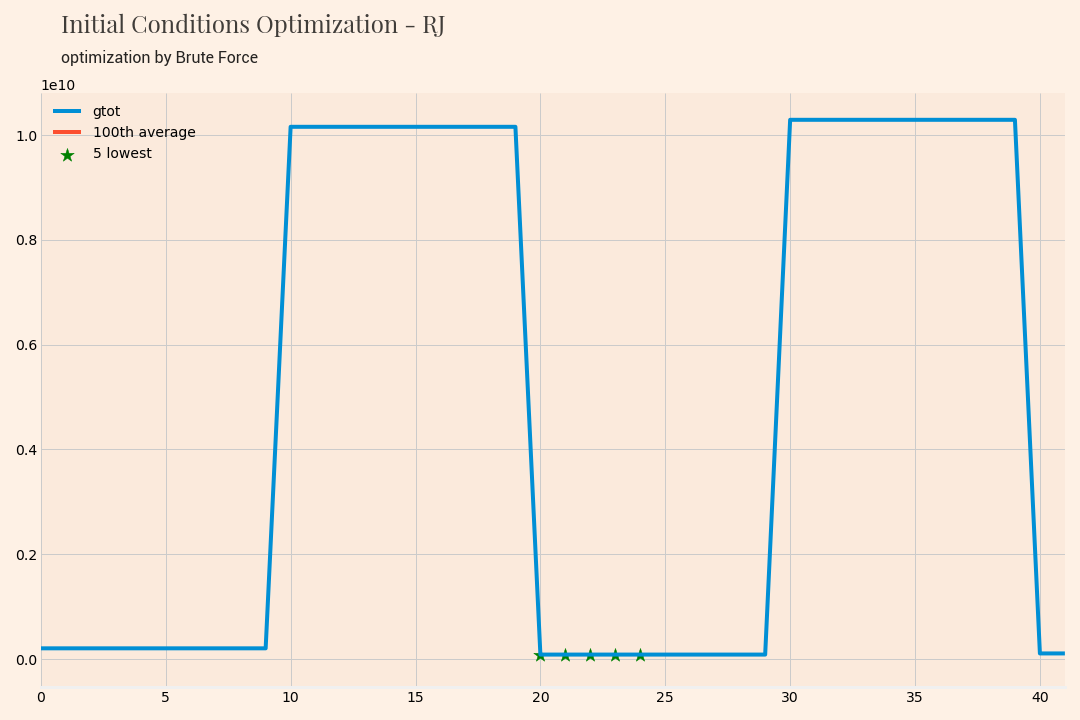 Initial Conditions Optimization - RJ
optimization by Brute Force
1e10
gtot
100th average
5 lowest
1.0
0.8
0.6
0.4
0.2
0.0
0 5 10 15 20 25 30 35 40